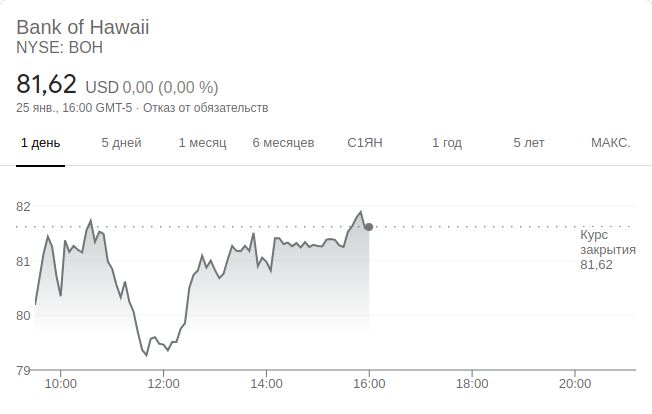 Bank of Hawaii
NYSE: BOH
81,62 USD 0,00 (0,00 %)
25 янв., 16:00 GMT-5 · Отказ от обязательств
1 день 5 дней 1 месяц 6 месяцев С1ЯН 1 год 5 лет МАКС.
82
Курс
закрытия
81,62
81
80
79
10:00 12:00 14:00 16:00 18:00 20:00